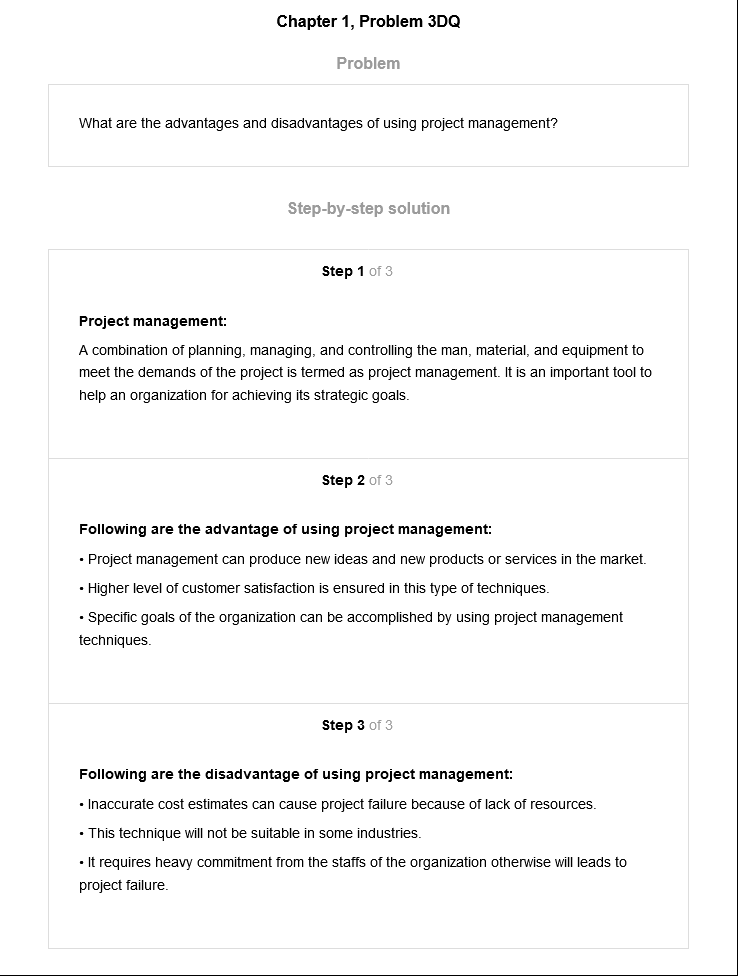 Chapter 1, Problem 3DQ
Problem
What are the advantages and disadvantages of using project management?
Step-by-step solution
Step 1 of 3
Project management:
A combination of planning, managing, and controlling the man, material, and equipment to
meet the demands of the project is termed as project management. It is an important tool to
help an organization for achieving its strategic goals.
Step 2 of 3
Following are the advantage of using project management:
• Project management can produce new ideas and new products or services in the market.
• Higher level of customer satisfaction is ensured in this type of techniques.
• Specific goals of the organization can be accomplished by using project management
techniques.
Step 3 of 3
Following are the disadvantage of using project management:
• Inaccurate cost estimates can cause project failure because of lack of resources.
• This technique will not be suitable in some industries.
• It requires heavy commitment from the staffs of the organization otherwise will leads to
project failure.